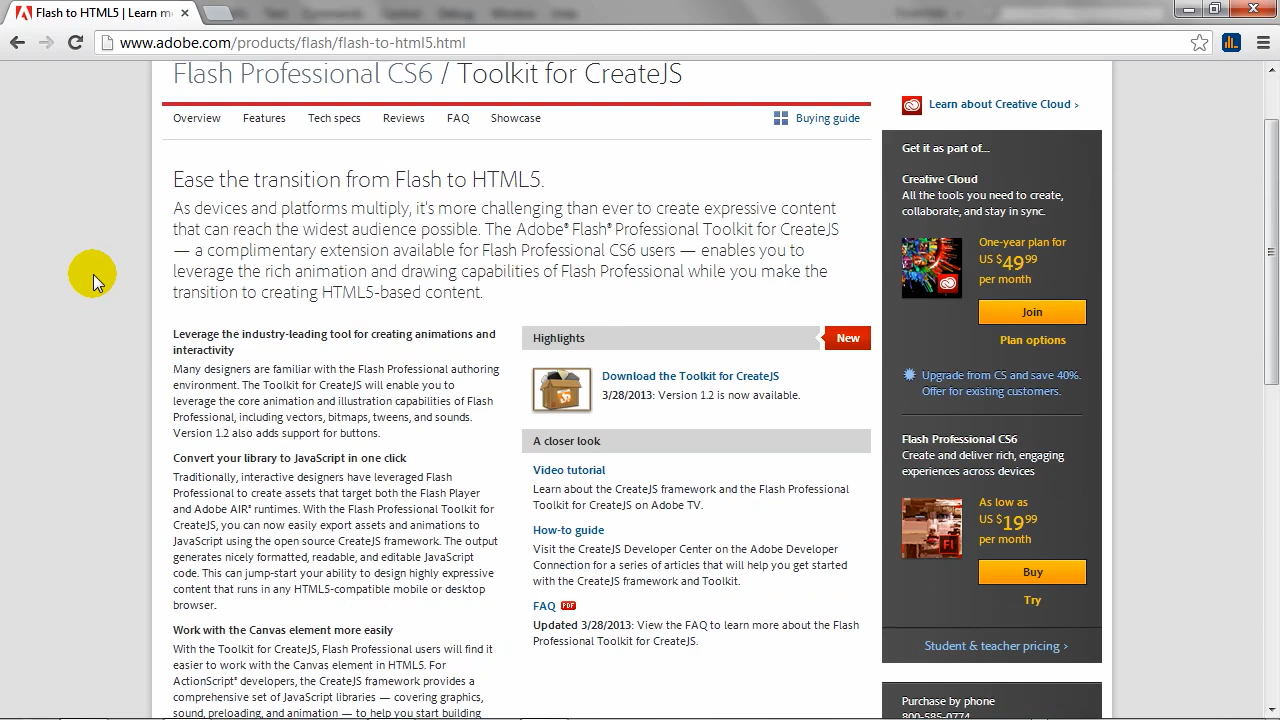 Flash to HTML5 | Learn m
www.adobe.com/products/flash/flash-to-html5.html
Flash Professional CS6 / Toolkit for CreateJS
Overview Features Tech specs Reviews FAQ Showcase Buying guide
Ease the transition from Flash to HTML5.
As devices and platforms multiply, it's more challenging than ever to create expressive content
that can reach the widest audience possible. The Adobe® Flash® Professional Toolkit for CreateJS
— a complimentary extension available for Flash Professional CS6 users — enables you to
leverage the rich animation and drawing capabilities of Flash Professional while you make the
transition to creating HTML5-based content.
Leverage the industry-leading tool for creating animations and
interactivity
Many designers are familiar with the Flash Professional authoring
environment. The Toolkit for CreateJS will enable you to
leverage the core animation and illustration capabilities of Flash
Professional, including vectors, bitmaps, tweens, and sounds.
Version 1.2 also adds support for buttons.
Convert your library to JavaScript in one click
Traditionally, interactive designers have leveraged Flash
Professional to create assets that target both the Flash Player
and Adobe AIR® runtimes. With the Flash Professional Toolkit for
CreateJS, you can now easily export assets and animations to
JavaScript using the open source CreateJS framework. The output
generates nicely formatted, readable, and editable JavaScript
code. This can jump-start your ability to design highly expressive
content that runs in any HTML5-compatible mobile or desktop
browser.
Work with the Canvas element more easily
With the Toolkit for CreateJS, Flash Professional users will find it
easier to work with the Canvas element in HTML5. For
ActionScript® developers, the CreateJS framework provides a
comprehensive set of JavaScript libraries — covering graphics,
sound, preloading, and animation — to help you start building
Highlights New
Download the Toolkit for CreateJS
3/28/2013: Version 1.2 is now available.
A closer look
Video tutorial
Learn about the CreateJS framework and the Flash Professional
Toolkit for CreateJS on Adobe TV.
How-to guide
Visit the CreateJS Developer Center on the Adobe Developer
Connection for a series of articles that will help you get started
with the CreateJS framework and Toolkit.
FAQ PDF
Updated 3/28/2013: View the FAQ to learn more about the Flash
Professional Toolkit for CreateJS.
Learn about Creative Cloud ›
Get it as part of...
Creative Cloud
All the tools you need to create,
collaborate, and stay in sync.
One-year plan for
US $49.99
per month
Join
Plan options
Upgrade from CS and save 40%.
Offer for existing customers.
Flash Professional CS6
Create and deliver rich, engaging
experiences across devices
As low as
US $19.99
per month
Fl
Buy
Try
Student & teacher pricing ›
Purchase by phone
800-585-0774